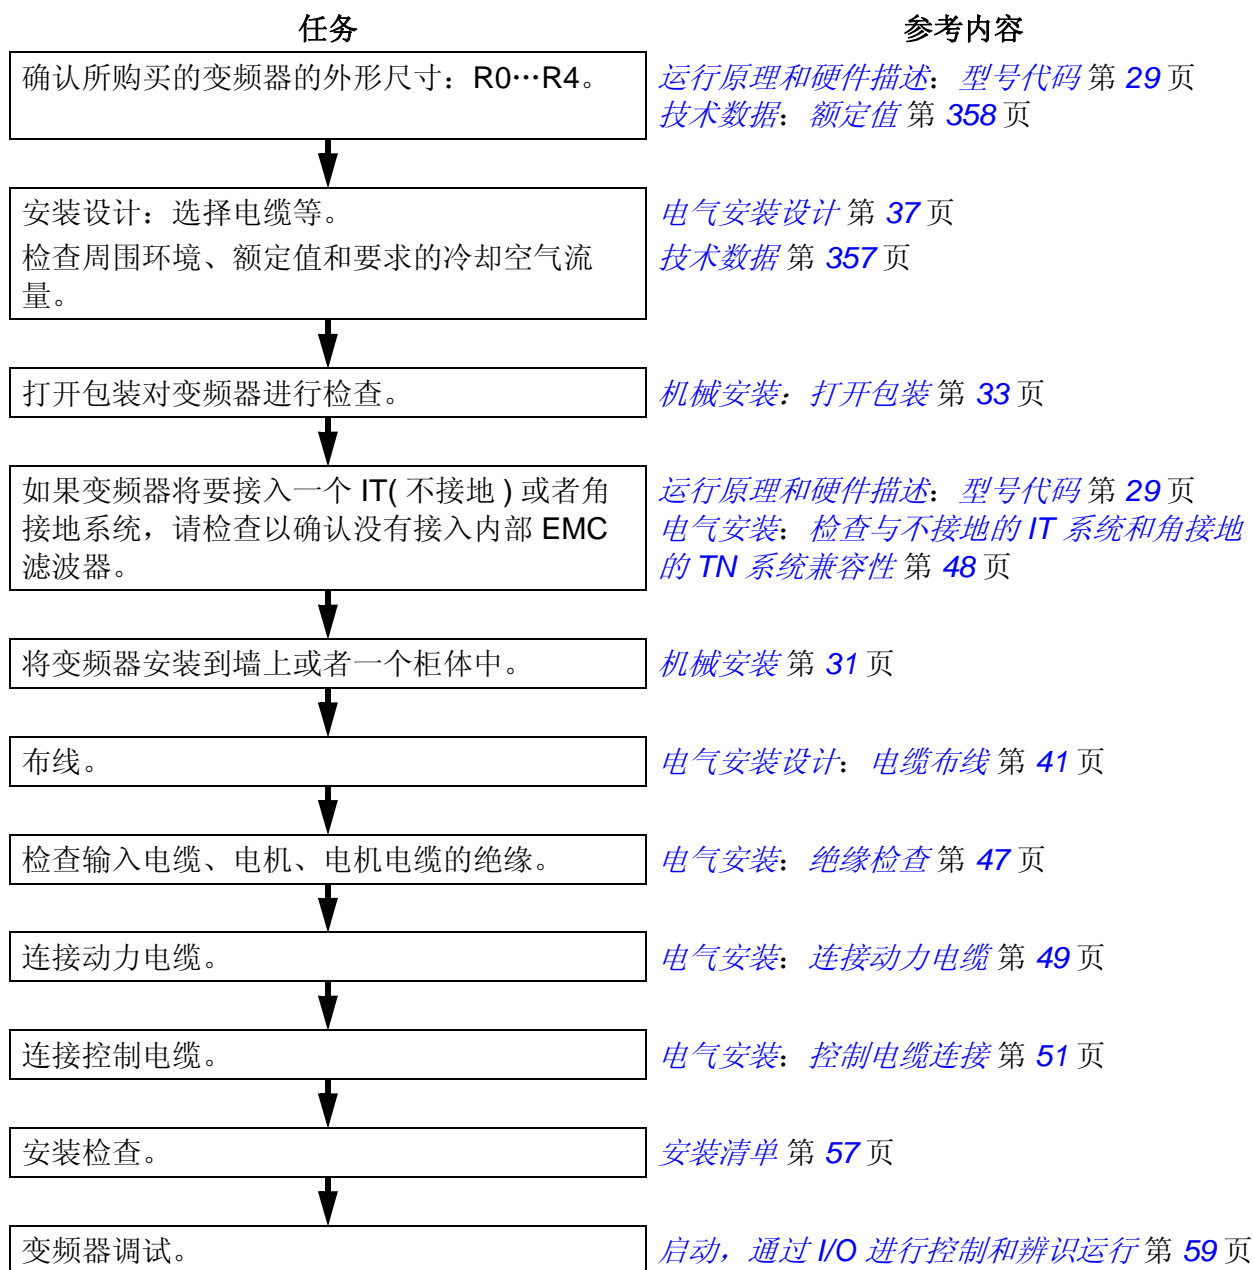 任务 参考内容
确认所购买的变频器的外形尺寸：R0…R4。 运行原理和硬件描述：型号代码 第 29 页
技术数据：额定值 第 358 页
安装设计：选择电缆等。 电气安装设计 第 37 页
检查周围环境、额定值和要求的冷却空气流 技术数据 第 357 页
量。
打开包装对变频器进行检查。 机械安装：打开包装 第 33 页
如果变频器将要接入一个 IT( 不接地 ) 或者角 运行原理和硬件描述：型号代码 第 29 页
接地系统，请检查以确认没有接入内部 EMC 电气安装：检查与不接地的 IT 系统和角接地
滤波器。 的 TN 系统兼容性 第 48 页
将变频器安装到墙上或者一个柜体中。 机械安装 第 31 页
布线。 电气安装设计：电缆布线 第 41 页
检查输入电缆、电机、电机电缆的绝缘。 电气安装：绝缘检查 第 47 页
连接动力电缆。 电气安装：连接动力电缆 第 49 页
连接控制电缆。 电气安装：控制电缆连接 第 51 页
安装检查。 安装清单 第 57 页
变频器调试。 启动，通过 I/O 进行控制和辨识运行 第 59 页